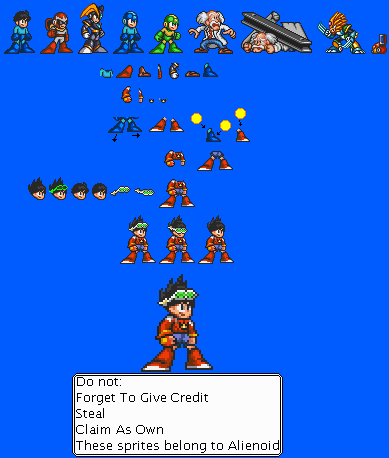 Do not:
Forget To Give Credit
Steal
Claim As Own
These sprites belong to Alienoid